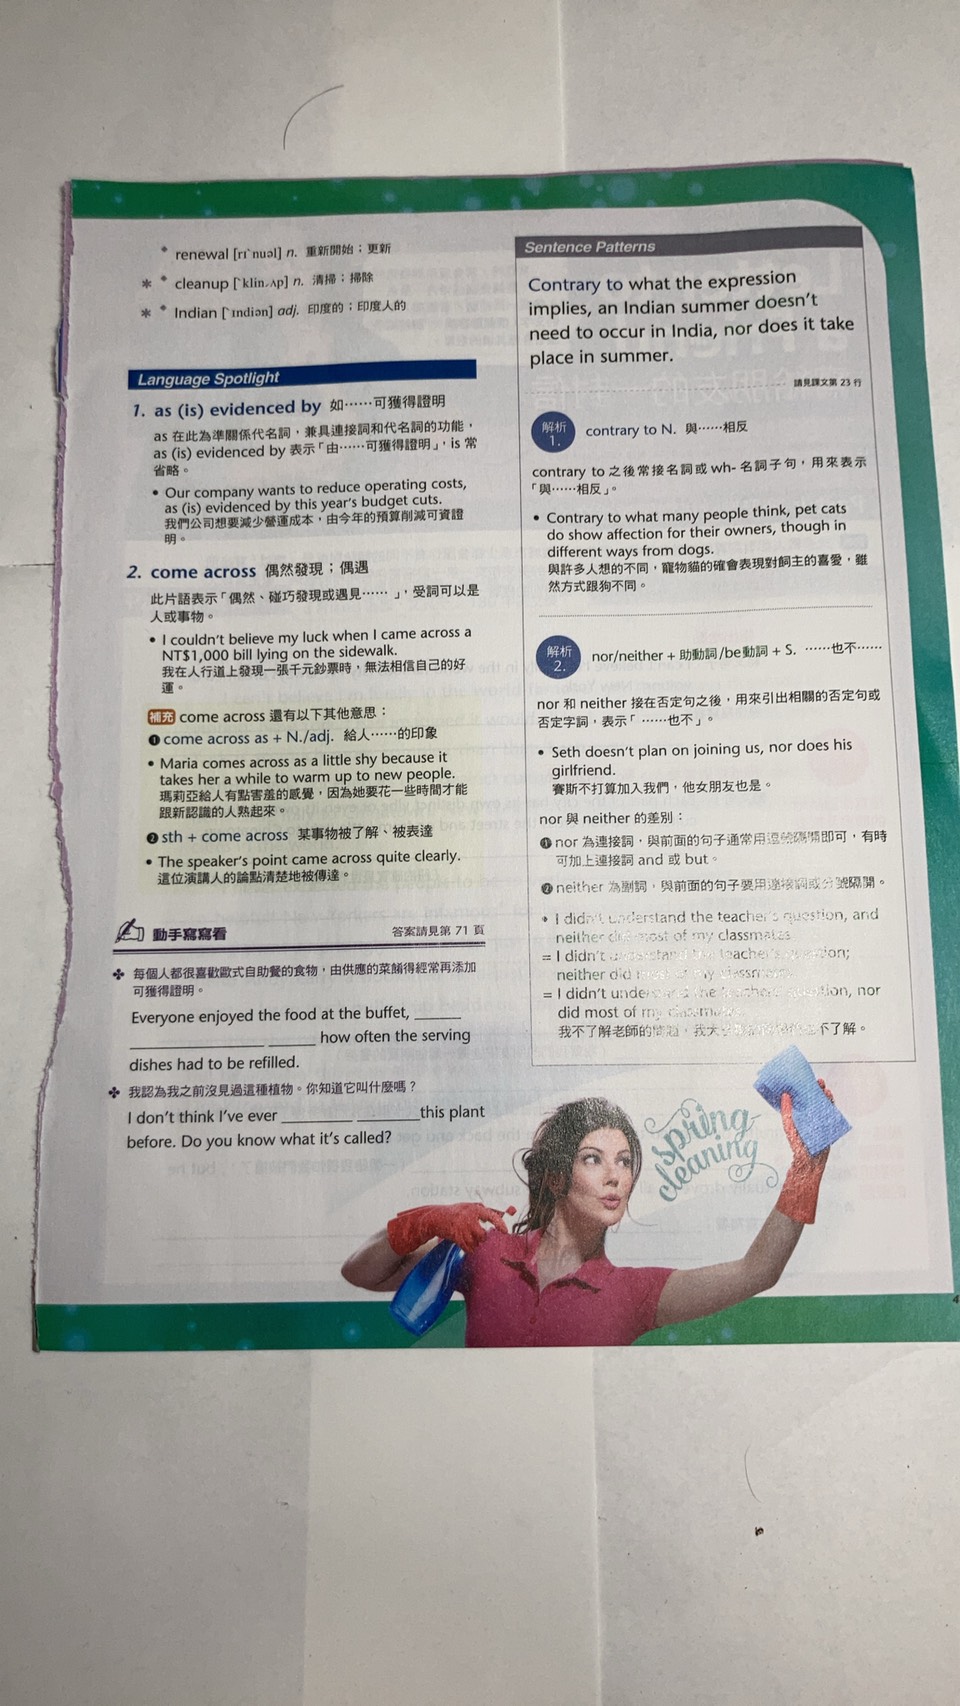 * renewal [rɪˋnuəl] n. 重新開始；更新
* * cleanup [ˋklinˏʌp] n. 清掃；掃除
* * Indian [ˋɪndiən] adj. 印度的；印度人的
Language Spotlight
1. as (is) evidenced by 如……可獲得證明
as 在此為準關係代名詞，兼具連接詞和代名詞的功能，
as (is) evidenced by 表示「由……可獲得證明」，is 常
省略。
• Our company wants to reduce operating costs,
as (is) evidenced by this year's budget cuts.
我們公司想要減少營運成本，由今年的預算削減可資證
明。
2. come across 偶然發現；偶遇
此片語表示「偶然、碰巧發現或遇見……」，受詞可以是
人或事物。
• I couldn't believe my luck when I came across a
NT$1,000 bill lying on the sidewalk.
我在人行道上發現一張千元鈔票時，無法相信自己的好
運。
補充 come across 還有以下其他意思：
❶ come across as + N./adj. 給人……的印象
• Maria comes across as a little shy because it
takes her a while to warm up to new people.
瑪莉亞給人有點害羞的感覺，因為她要花一些時間才能
跟新認識的人熟起來。
❷ sth + come across 某事物被了解、被表達
• The speaker's point came across quite clearly.
這位演講人的論點清楚地被傳達。
動手寫寫看 答案請見第 71 頁
✤ 每個人都很喜歡歐式自助餐的食物，由供應的菜餚得經常再添加
可獲得證明。
Everyone enjoyed the food at the buffet, ______
________________ ______ how often the serving
dishes had to be refilled.
✤ 我認為我之前沒見過這種植物。你知道它叫什麼嗎？
I don't think I've ever _________ ________this plant
before. Do you know what it's called?
Sentence Patterns
Contrary to what the expression
implies, an Indian summer doesn't
need to occur in India, nor does it take
place in summer.
請見課文第 23 行
解析 1. contrary to N. 與……相反
contrary to 之後常接名詞或 wh- 名詞子句，用來表示
「與……相反」。
• Contrary to what many people think, pet cats
do show affection for their owners, though in
different ways from dogs.
與許多人想的不同，寵物貓的確會表現對飼主的喜愛，雖
然方式跟狗不同。
解析 2. nor/neither + 助動詞/be動詞 + S. ……也不……
nor 和 neither 接在否定句之後，用來引出相關的否定句或
否定字詞，表示「……也不」。
• Seth doesn't plan on joining us, nor does his
girlfriend.
賽斯不打算加入我們，他女朋友也是。
nor 與 neither 的差別：
❶ nor 為連接詞，與前面的句子通常用逗號隔開即可，有時
可加上連接詞 and 或 but。
❷ neither 為副詞，與前面的句子要用連接詞或分號隔開。
• I didn't understand the teacher's question, and
neither did most of my classmates.
= I didn't understand the teacher's question;
neither did most of my classmates.
= I didn't understand the teacher's question, nor
did most of my classmates.
我不了解老師的問題，我大 不了解。
spring
cleaning
4